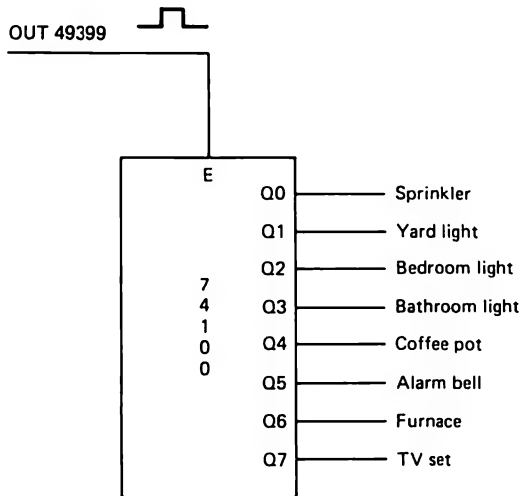 OUT 49399
E
Q0 Sprinkler
Q1 Yard light
Q2 Bedroom light
7
4
1
0
0
Q3 Bathroom light
Q4 Coffee pot
Q5 Alarm bell
Q6 Furnace
Q7 TV set